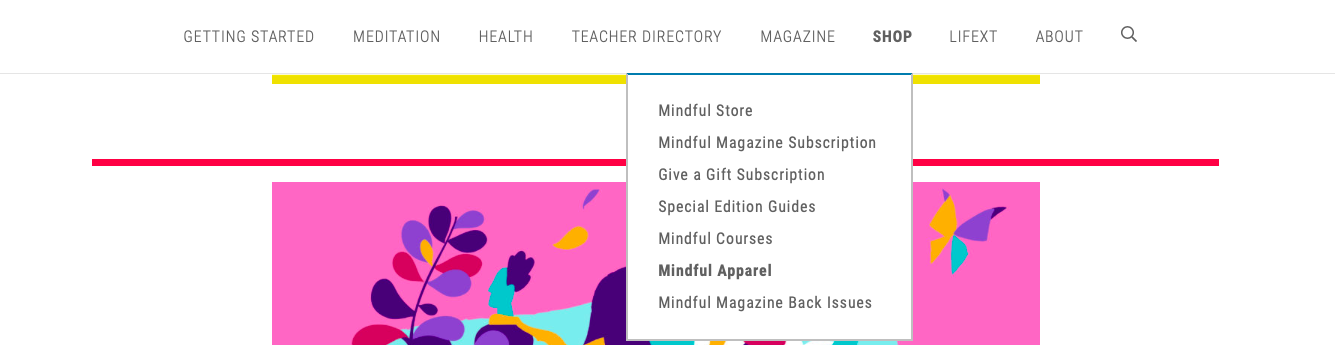 GETTING STARTED MEDITATION HEALTH TEACHER DIRECTORY MAGAZINE SHOP LIFEXT ABOUT
Mindful Store
Mindful Magazine Subscription
Give a Gift Subscription
Special Edition Guides
Mindful Courses
Mindful Apparel
Mindful Magazine Back Issues